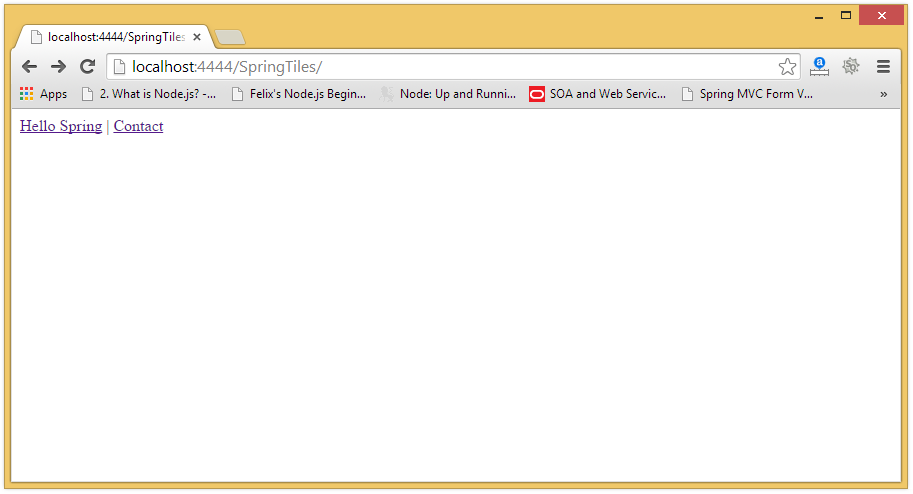 localhost:4444/SpringTiles
localhost:4444/SpringTiles/
Apps 2. What is Node.js? -... Felix's Node.js Begin... Node: Up and Runni... SOA and Web Servic... Spring MVC Form V... »
Hello Spring | Contact